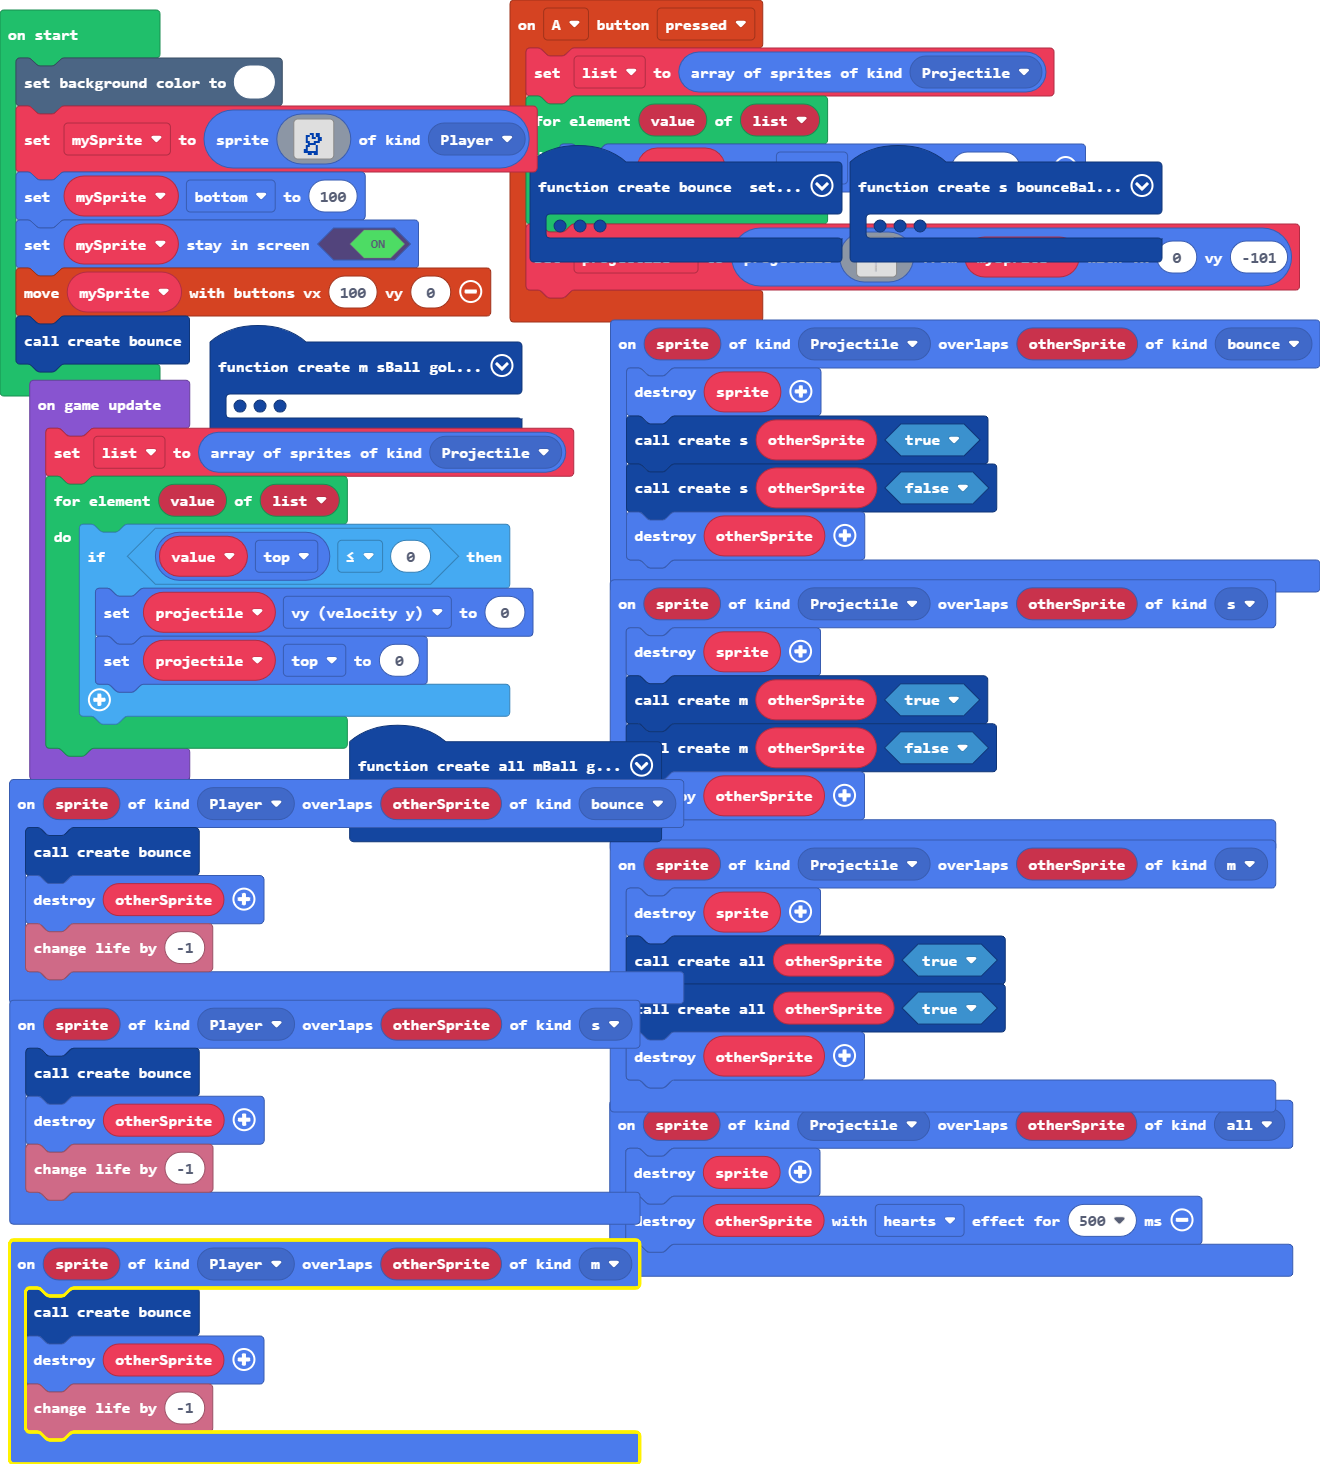 on start
set background color to
set mySprite to sprite of kind Player
set mySprite bottom to 100
set mySprite stay in screen ON
move mySprite with buttons vx 100 vy 0
call create bounce
on A button pressed
set list to array of sprites of kind Projectile
for element value of list
function create bounce set...
function create s bounceBal...
0 vy -101
function create m sBall goL...
on game update
set list to array of sprites of kind Projectile
for element value of list
do
if value top ≤ 0 then
set projectile vy (velocity y) to 0
set projectile top to 0
function create all mBall g...
on sprite of kind Projectile overlaps otherSprite of kind bounce
destroy sprite
call create s otherSprite true
call create s otherSprite false
destroy otherSprite
on sprite of kind Projectile overlaps otherSprite of kind s
destroy sprite
call create m otherSprite true
create m otherSprite false
otherSprite
on sprite of kind Projectile overlaps otherSprite of kind m
destroy sprite
call create all otherSprite true
call create all otherSprite true
destroy otherSprite
on sprite of kind Projectile overlaps otherSprite of kind all
destroy sprite
destroy otherSprite with hearts effect for 500 ms
on sprite of kind Player overlaps otherSprite of kind bounce
call create bounce
destroy otherSprite
change life by -1
on sprite of kind Player overlaps otherSprite of kind s
call create bounce
destroy otherSprite
change life by -1
on sprite of kind Player overlaps otherSprite of kind m
call create bounce
destroy otherSprite
change life by -1